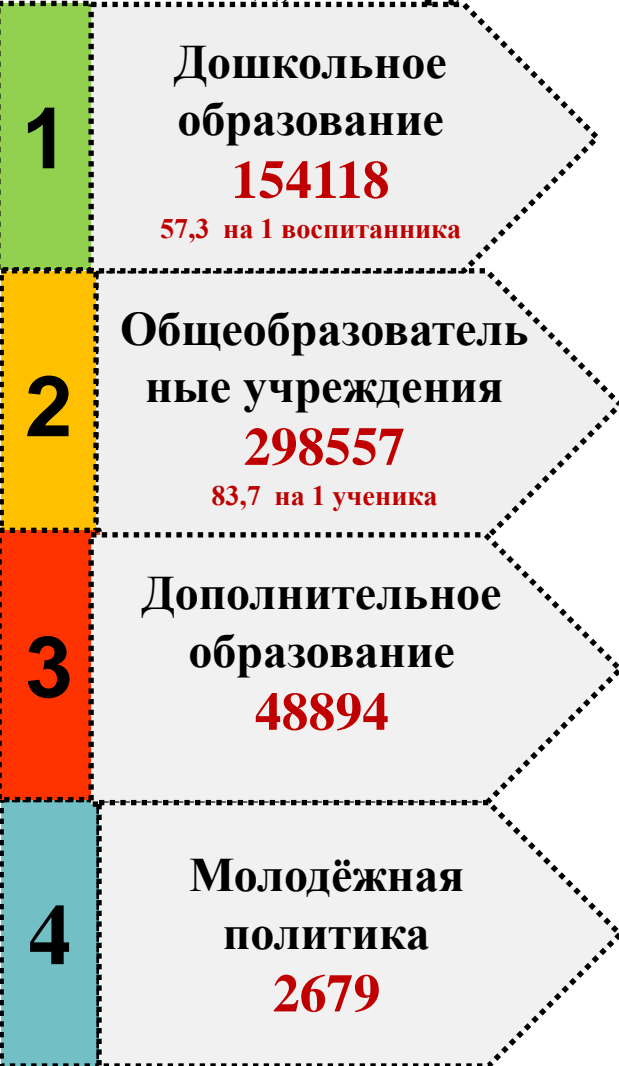 1
Дошкольное
образование
154118
57,3 на 1 воспитанника
2
Общеобразователь
ные учреждения
298557
83,7 на 1 ученика
3
Дополнительное
образование
48894
4
Молодёжная
политика
2679